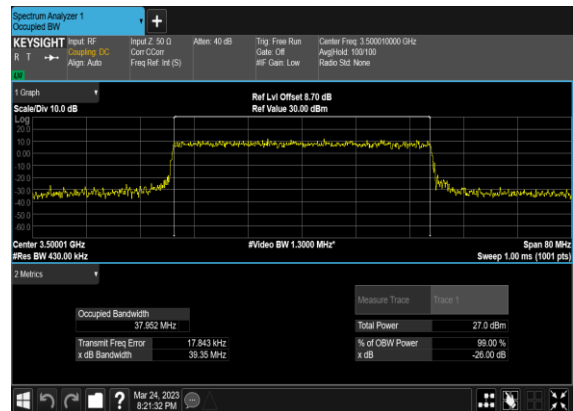 Spectrum Analyzer 1
Occupied BW
+
KEYSIGHT Input: RF Input Z: 50 Ω Atten: 40 dB Trig: Free Run Center Freq: 3.500010000 GHz
R T Coupling: DC Corr CCorr Gate: Off Avg|Hold: 100/100
Align: Auto Freq Ref: Int (S) #IF Gain: Low Radio Std: None
LW
1 Graph
Ref Lvl Offset 8.70 dB
Scale/Div 10.0 dB Ref Value 30.00 dBm
Log
20.0
10.0
0.00
-10.0
-20.0
-30.0
-40.0
-50.0
-60.0
Center 3.50001 GHz #Video BW 1.3000 MHz* Span 80 MHz
#Res BW 430.00 kHz Sweep 1.00 ms (1001 pts)
2 Metrics
Measure Trace Trace 1
Occupied Bandwidth
37.952 MHz Total Power 27.0 dBm
Transmit Freq Error 17.843 kHz % of OBW Power 99.00 %
x dB Bandwidth 39.35 MHz x dB -26.00 dB
? Mar 24, 2023
8:21:32 PM